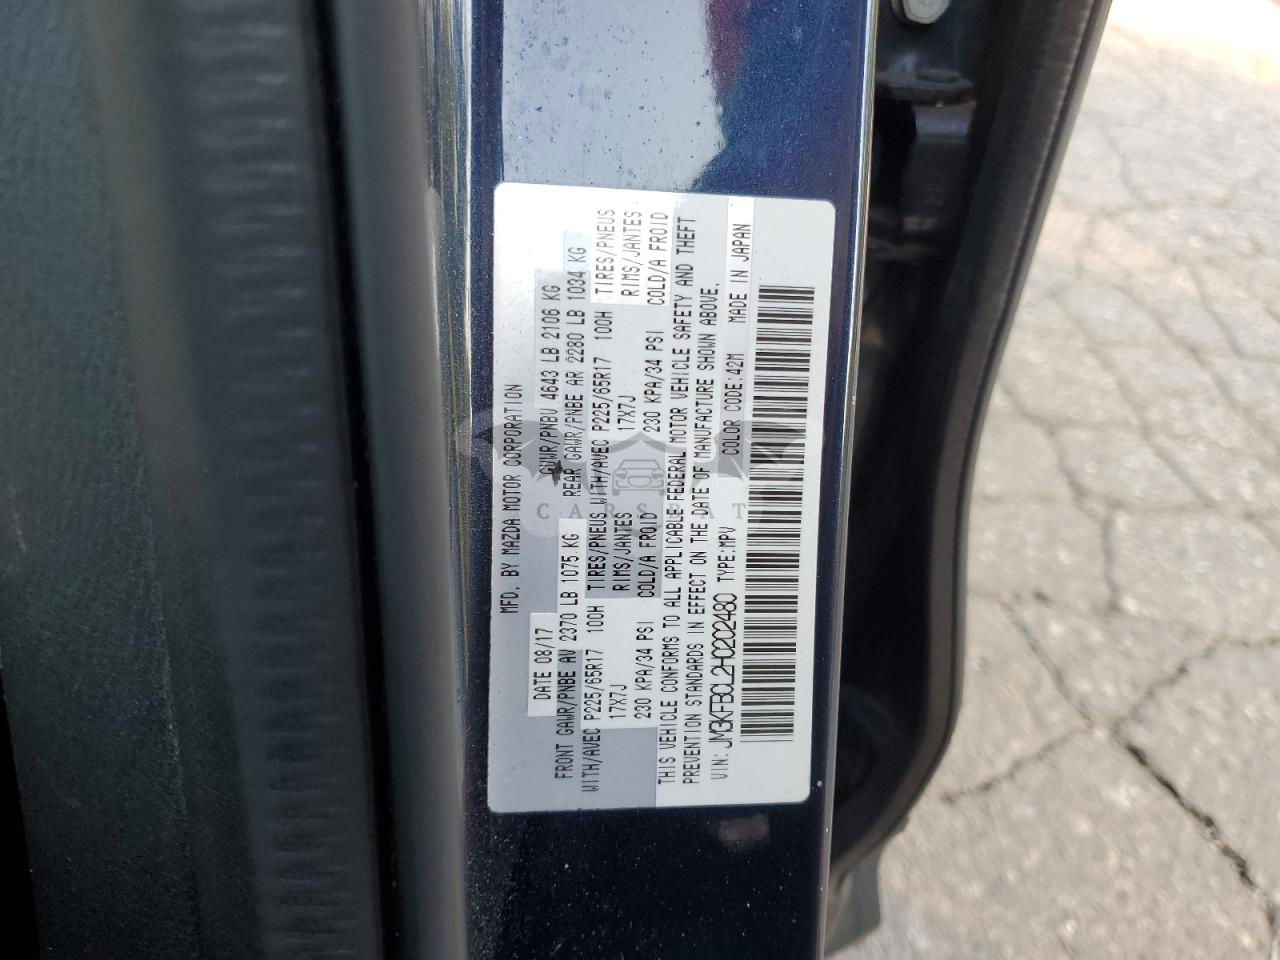 MFD. BY MAZDA MOTOR CORPORATION
DATE 08/17 GVWR/PNBV 4643 LB 2106 KG
FRONT GAWR/PNBE AV 2370 LB 1075 KG REAR GAWR/PNBE AR 2280 LB 1034 KG
WITH/AVEC P225/65R17 100H TIRES/PNEUS WITH/AVEC P225/65R17 100H TIRES/PNEUS
17X7J RIMS/JANTES 17X7J RIMS/JANTES
230 KPA/34 PSI COLD/A FROID 230 KPA/34 PSI COLD/A FROID
THIS VEHICLE CONFORMS TO ALL APPLICABLE FEDERAL MOTOR VEHICLE SAFETY AND THEFT
PREVENTION STANDARDS IN EFFECT ON THE DATE OF MANUFACTURE SHOWN ABOVE.
VIN: JM3KFBCL2H0202480 TYPE:MPV COLOR CODE:42M MADE IN JAPAN